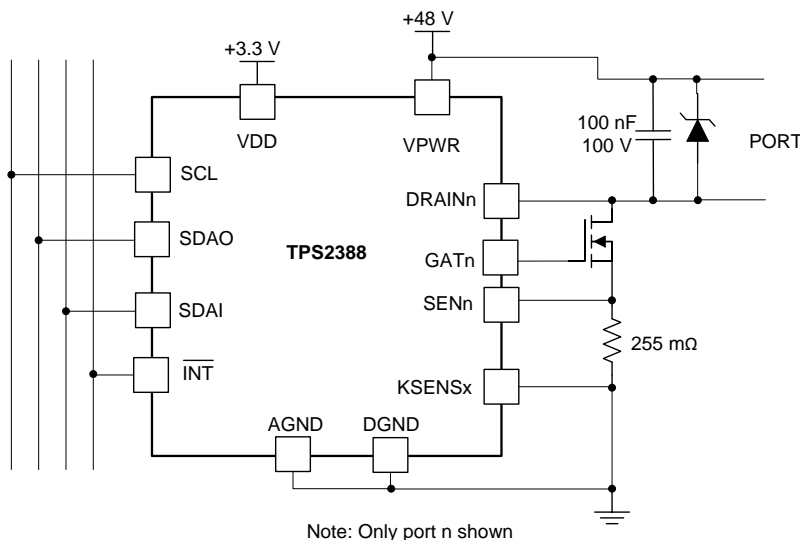 +48 V
+3.3 V
VDD
VPWR
100 nF
100 V
PORT
SCL
DRAINn
SDAO
TPS2388
GATn
SENn
SDAI
255 mΩ
INT
KSENSx
AGND
DGND
Note: Only port n shown